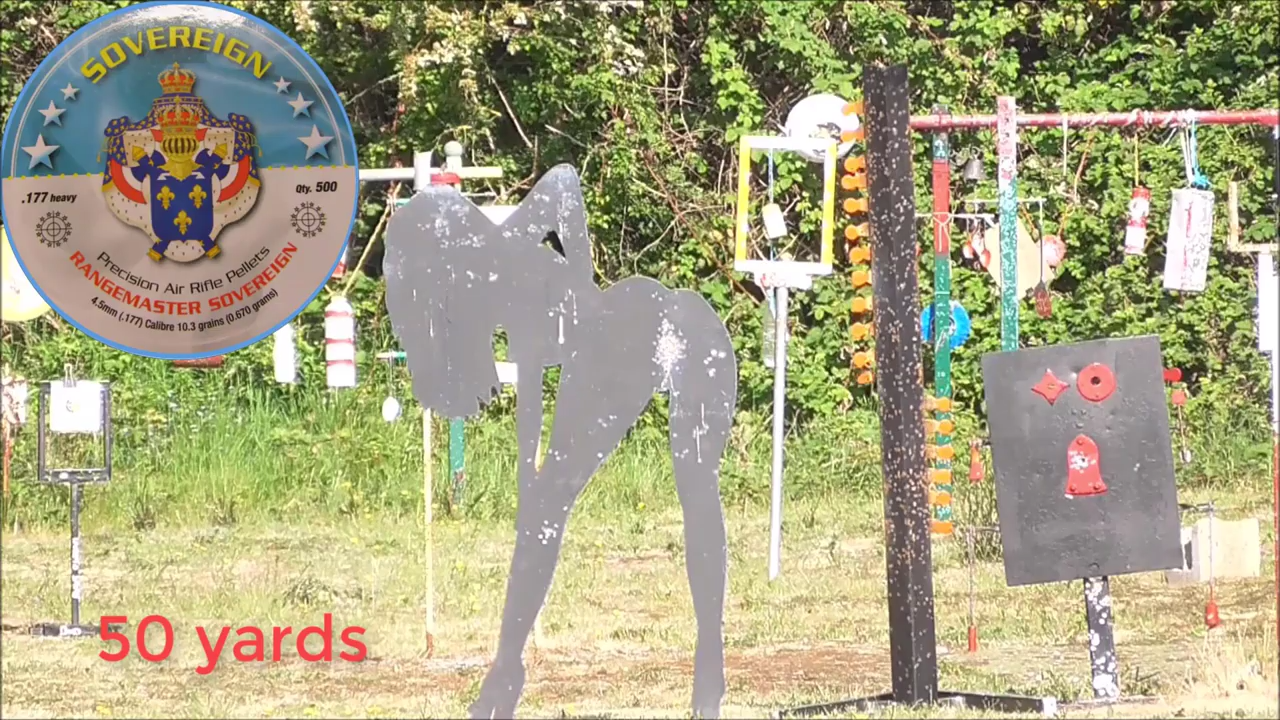 SOVEREIGN
.177 heavy
Qty. 500
Precision Air Rifle Pellets
RANGEMASTER SOVEREIGN
4.5mm (.177) Calibre 10.3 grains (0.670 grams)
50 yards